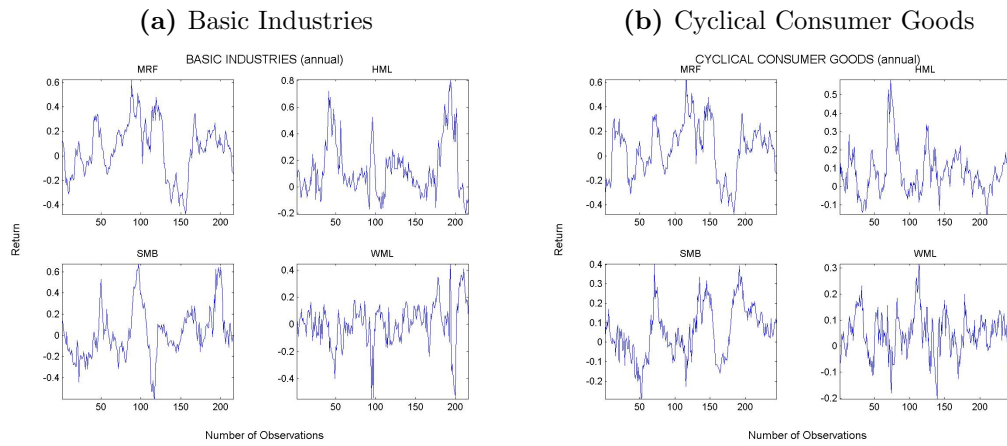 (a) Basic Industries
(b) Cyclical Consumer Goods
BASIC INDUSTRIES (annual)
MRF
0.6
0.4
0.2
0
-0.2
-0.4
50 100 150 200
HML
0.8
0.6
0.4
0.2
0
-0.2
50 100 150 200
SMB
0.6
0.4
0.2
0
-0.2
-0.4
50 100 150 200
WML
0.4
0.2
0
-0.2
-0.4
50 100 150 200
Return
Number of Observations
CYCLICAL CONSUMER GOODS (annual)
MRF
0.6
0.4
0.2
0
-0.2
-0.4
50 100 150 200
HML
0.5
0.4
0.3
0.2
0.1
0
-0.1
50 100 150 200
SMB
0.4
0.3
0.2
0.1
0
-0.1
-0.2
50 100 150 200
WML
0.3
0.2
0.1
0
-0.1
0.2
50 100 150 200
Return
Number of Observations